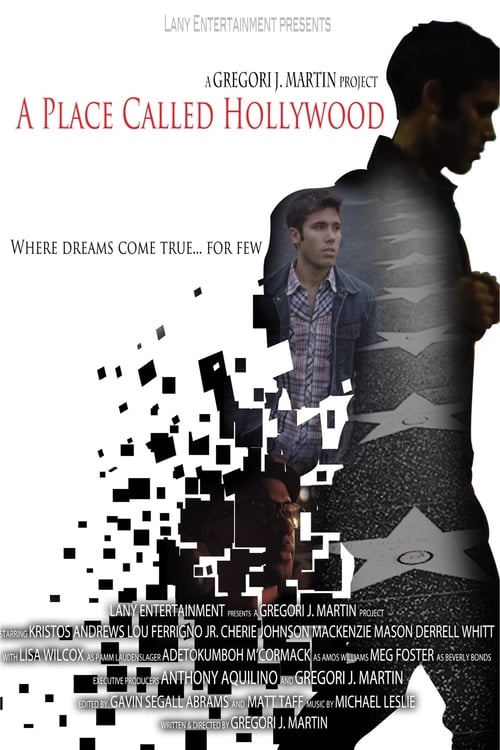 LANY ENTERTAINMENT PRESENTS
A GREGORI J. MARTIN PROJECT
A PLACE CALLED HOLLYWOOD
WHERE DREAMS COME TRUE... FOR FEW
LANY ENTERTAINMENT PRESENTS A GREGORI J. MARTIN PROJECT
STARRING KRISTOS ANDREWS LOU FERRIGNO JR. CHERIE JOHNSON MACKENZIE MASON DERRELL WHITT
WITH LISA WILCOX AS PAMM LAUDENSLAGER ADETOKUMBOH M'CORMACK AS AMOS WILLIAMS MEG FOSTER AS BEVERLY BONDS
EXECUTIVE PRODUCERS ANTHONY AQUILINO AND GREGORI J. MARTIN
EDITED BY GAVIN SEGALL ABRAMS AND MATT TAFF MUSIC BY MICHAEL LESLIE
WRITTEN & DIRECTED BY GREGORI J. MARTIN